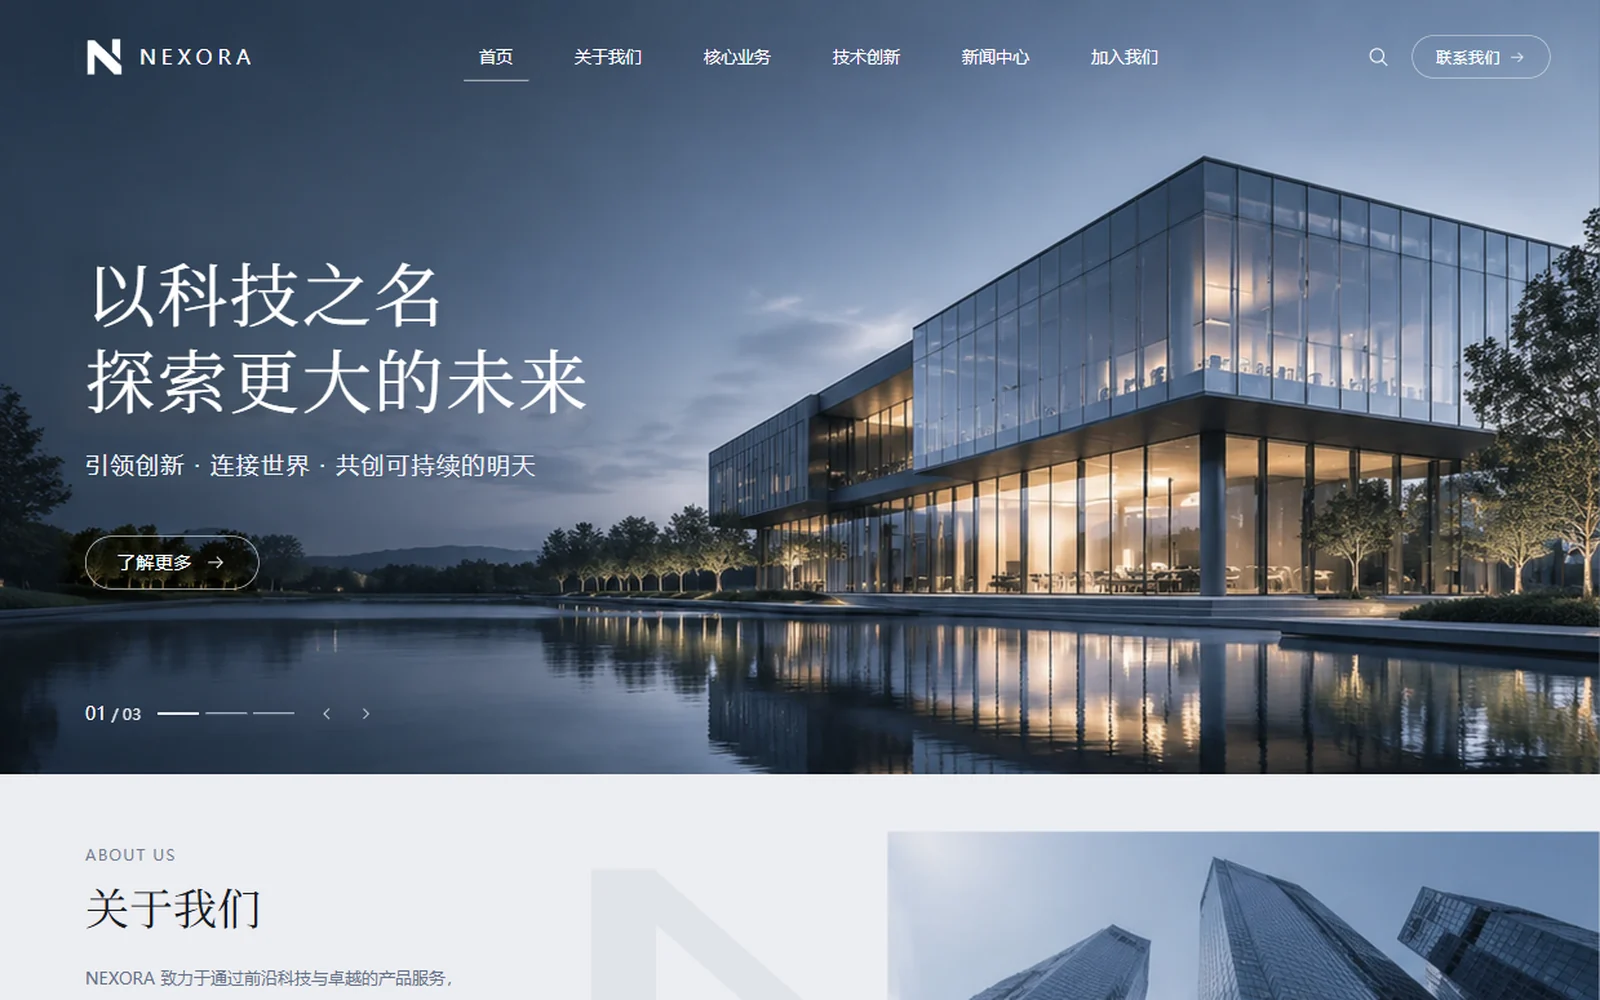 NEXORA
首页
关于我们
核心业务
技术创新
新闻中心
加入我们
联系我们 →
以科技之名
探索更大的未来
引领创新 · 连接世界 · 共创可持续的明天
了解更多 →
01 / 03
ABOUT US
关于我们
NEXORA 致力于通过前沿科技与卓越的产品服务，